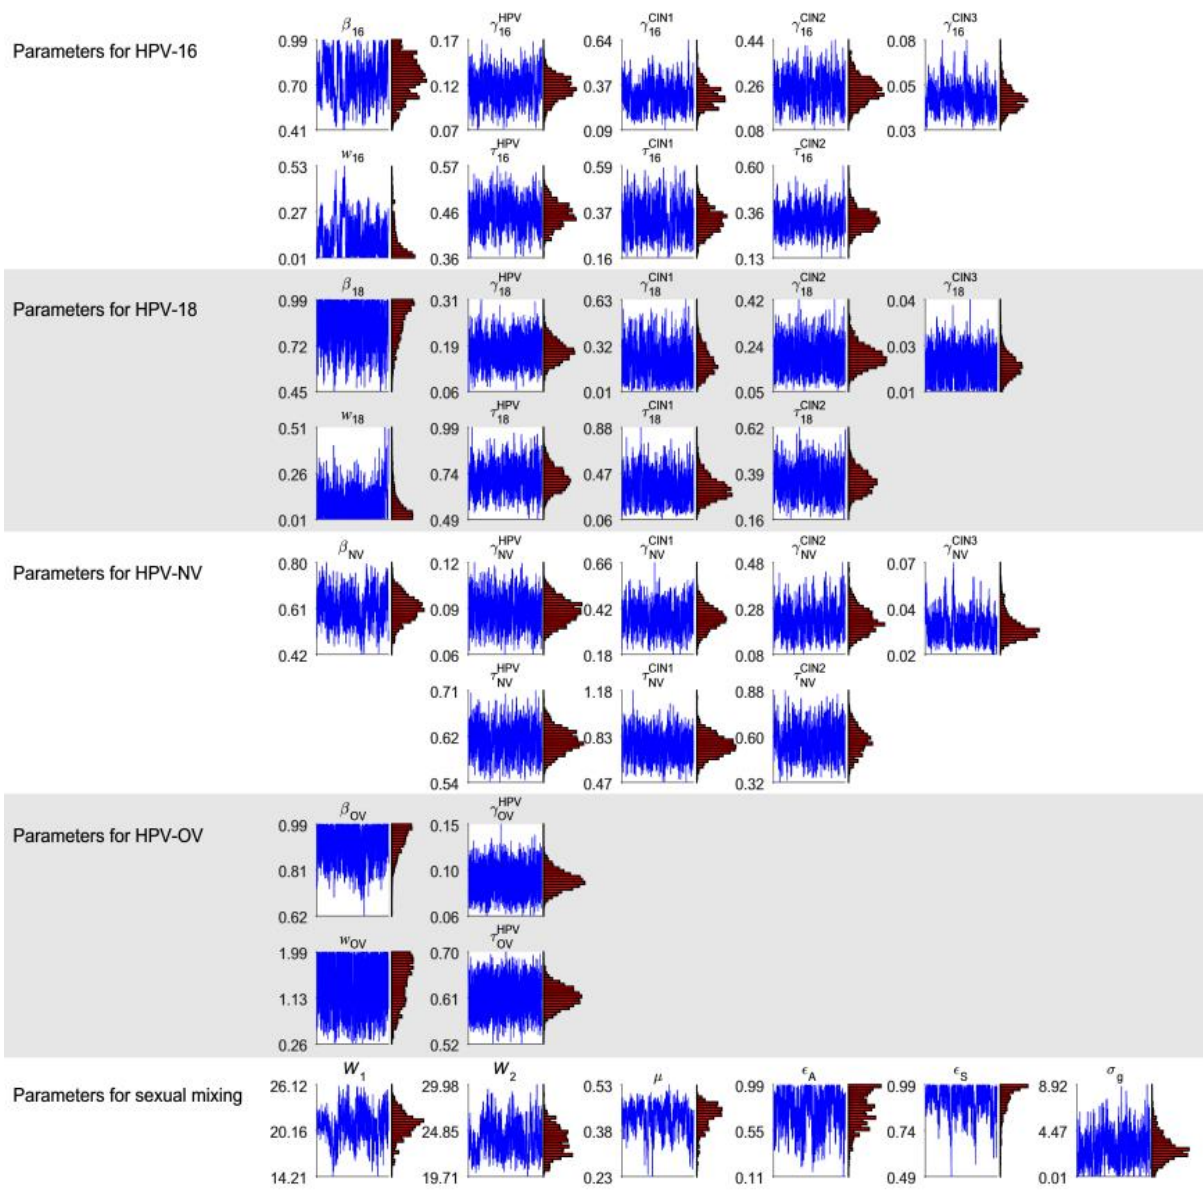 Parameters for HPV-16
β16 γ16HPV γ16CIN1 γ16CIN2 γ16CIN3
0.99 0.17 0.64 0.44 0.08
0.70 0.12 0.37 0.26 0.05
0.41 0.07 0.09 0.08 0.03
w16 τ16HPV τ16CIN1 τ16CIN2
0.53 0.57 0.59 0.60
0.27 0.46 0.37 0.36
0.01 0.36 0.16 0.13
Parameters for HPV-18
β18 γ18HPV γ18CIN1 γ18CIN2 γ18CIN3
0.99 0.31 0.63 0.42 0.04
0.72 0.19 0.32 0.24 0.03
0.45 0.06 0.01 0.05 0.01
w18 τ18HPV τ18CIN1 τ18CIN2
0.51 0.99 0.88 0.62
0.26 0.74 0.47 0.39
0.01 0.49 0.06 0.16
Parameters for HPV-NV
βNV γNVHPV γNVCIN1 γNVCIN2 γNVCIN3
0.80 0.12 0.66 0.48 0.07
0.61 0.09 0.42 0.28 0.04
0.42 0.06 0.18 0.08 0.02
τNVHPV τNVCIN1 τNVCIN2
0.71 1.18 0.88
0.62 0.83 0.60
0.54 0.47 0.32
Parameters for HPV-OV
βOV γOVHPV
0.99 0.15
0.81 0.10
0.62 0.06
wOV τOVHPV
1.99 0.70
1.13 0.61
0.26 0.52
Parameters for sexual mixing
W1 W2 μ ϵA ϵS σg
26.12 29.98 0.53 0.99 0.99 8.92
20.16 24.85 0.38 0.55 0.74 4.47
14.21 19.71 0.23 0.11 0.49 0.01